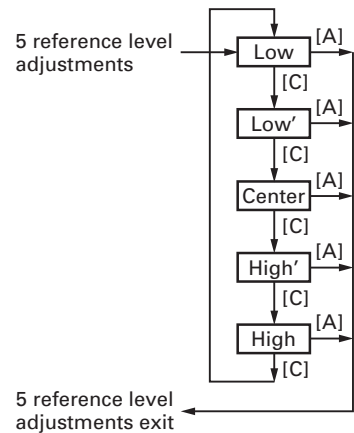 5 reference level
adjustments
Low
[A]
[C]
Low’
[A]
[C]
Center
[A]
[C]
High’
[A]
[C]
High
[A]
[C]
5 reference level
adjustments exit